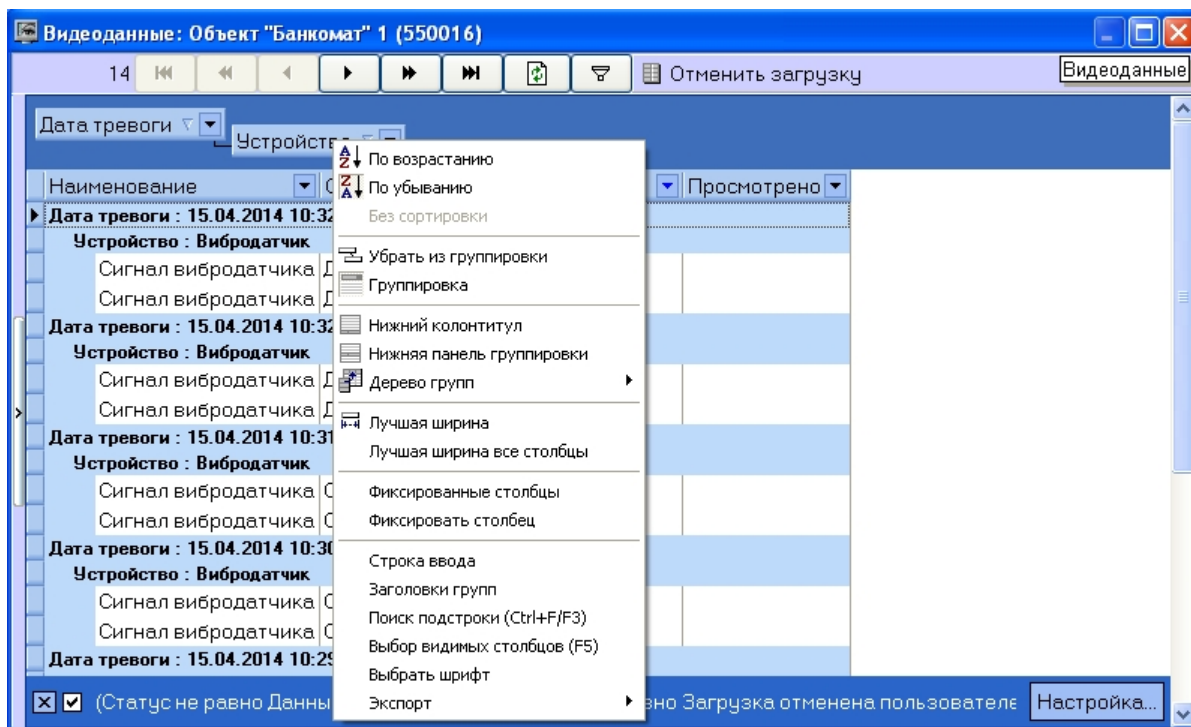 Видеоданные: Объект "Банкомат" 1 (550016)
14 Отменить загрузку Видеоданные
Дата тревоги
Наименование Просмотрено
По возрастанию
По убыванию
Без сортировки
Убрать из группировки
Группировка
Нижний колонтитул
Нижняя панель группировки
Дерево групп
Лучшая ширина
Лучшая ширина все столбцы
Фиксированные столбцы
Фиксировать столбец
Строка ввода
Заголовки групп
Поиск подстроки (Ctrl+F/F3)
Выбор видимых столбцов (F5)
Выбрать шрифт
Экспорт
Дата тревоги : 15.04.2014 10:32
Устройство : Вибродатчик
Сигнал вибродатчика
Сигнал вибродатчика
Дата тревоги : 15.04.2014 10:32
Устройство : Вибродатчик
Сигнал вибродатчика
Сигнал вибродатчика
Дата тревоги : 15.04.2014 10:31
Устройство : Вибродатчик
Сигнал вибродатчика
Сигнал вибродатчика
Дата тревоги : 15.04.2014 10:30
Устройство : Вибродатчик
Сигнал вибродатчика
Сигнал вибродатчика
Дата тревоги : 15.04.2014 10:29
(Статус не равно Загрузка отменена Настройка...